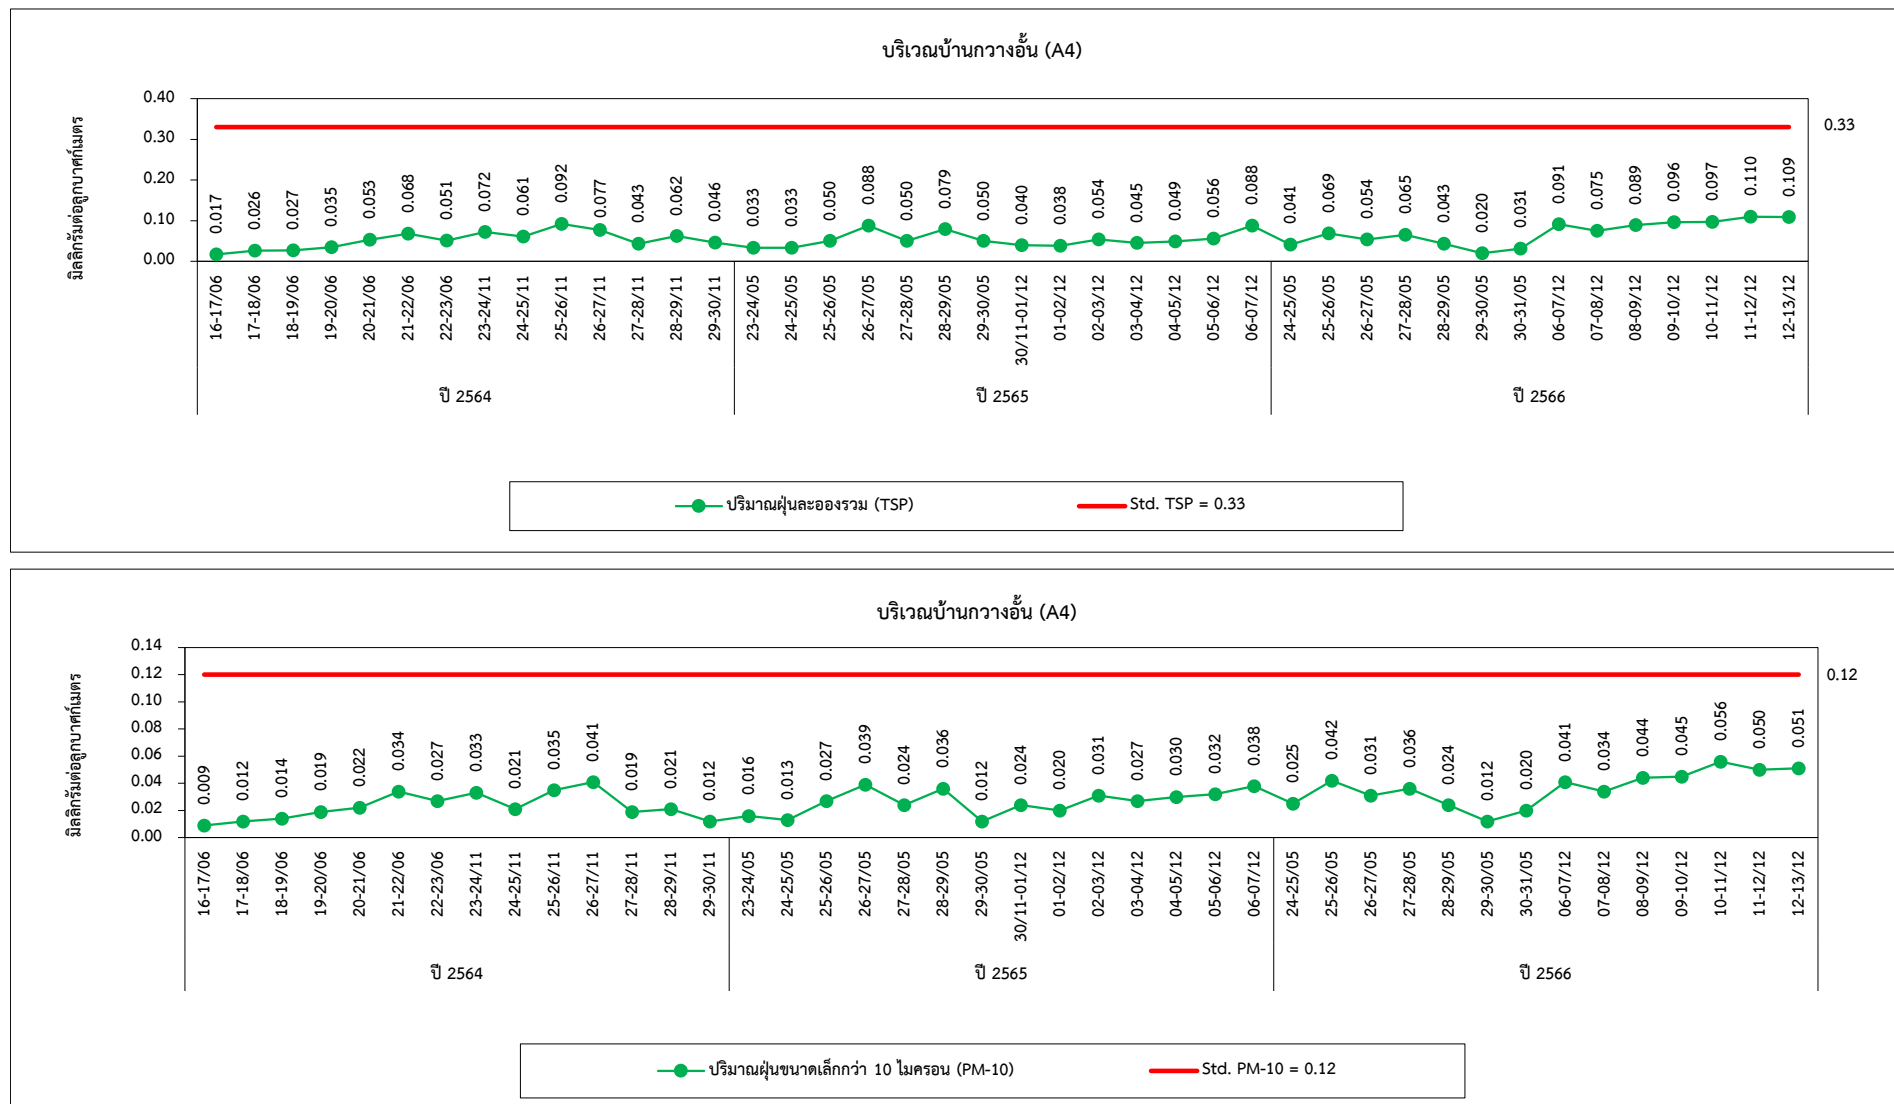 บริเวณบ้านกวางอั้น (A4)
มิลลิกรัมต่อลูกบาศก์เมตร
0.40
0.30
0.20
0.10
0.00
0.33
0.017 0.026 0.027 0.035 0.053 0.068 0.051 0.072 0.061 0.092 0.077 0.043 0.062 0.046 0.033 0.033 0.050 0.088 0.050 0.079 0.050 0.040 0.038 0.054 0.045 0.049 0.056 0.088 0.041 0.069 0.054 0.065 0.043 0.020 0.031 0.091 0.075 0.089 0.096 0.097 0.110 0.109
16-17/06 17-18/06 18-19/06 19-20/06 20-21/06 21-22/06 22-23/06 23-24/11 24-25/11 25-26/11 26-27/11 27-28/11 28-29/11 29-30/11 23-24/05 24-25/05 25-26/05 26-27/05 27-28/05 28-29/05 29-30/05 30/11-01/12 01-02/12 02-03/12 03-04/12 04-05/12 05-06/12 06-07/12 24-25/05 25-26/05 26-27/05 27-28/05 28-29/05 29-30/05 30-31/05 06-07/12 07-08/12 08-09/12 09-10/12 10-11/12 11-12/12 12-13/12
ปี 2564 ปี 2565 ปี 2566
ปริมาณฝุ่นละอองรวม (TSP) Std. TSP = 0.33
บริเวณบ้านกวางอั้น (A4)
มิลลิกรัมต่อลูกบาศก์เมตร
0.14
0.12
0.10
0.08
0.06
0.04
0.02
0.00
0.12
0.009 0.012 0.014 0.019 0.022 0.034 0.027 0.033 0.021 0.035 0.041 0.019 0.021 0.012 0.016 0.013 0.027 0.039 0.024 0.036 0.012 0.024 0.020 0.031 0.027 0.030 0.032 0.038 0.025 0.042 0.031 0.036 0.024 0.012 0.020 0.041 0.034 0.044 0.045 0.056 0.050 0.051
16-17/06 17-18/06 18-19/06 19-20/06 20-21/06 21-22/06 22-23/06 23-24/11 24-25/11 25-26/11 26-27/11 27-28/11 28-29/11 29-30/11 23-24/05 24-25/05 25-26/05 26-27/05 27-28/05 28-29/05 29-30/05 30/11-01/12 01-02/12 02-03/12 03-04/12 04-05/12 05-06/12 06-07/12 24-25/05 25-26/05 26-27/05 27-28/05 28-29/05 29-30/05 30-31/05 06-07/12 07-08/12 08-09/12 09-10/12 10-11/12 11-12/12 12-13/12
ปี 2564 ปี 2565 ปี 2566
ปริมาณฝุ่นขนาดเล็กกว่า 10 ไมครอน (PM-10) Std. PM-10 = 0.12